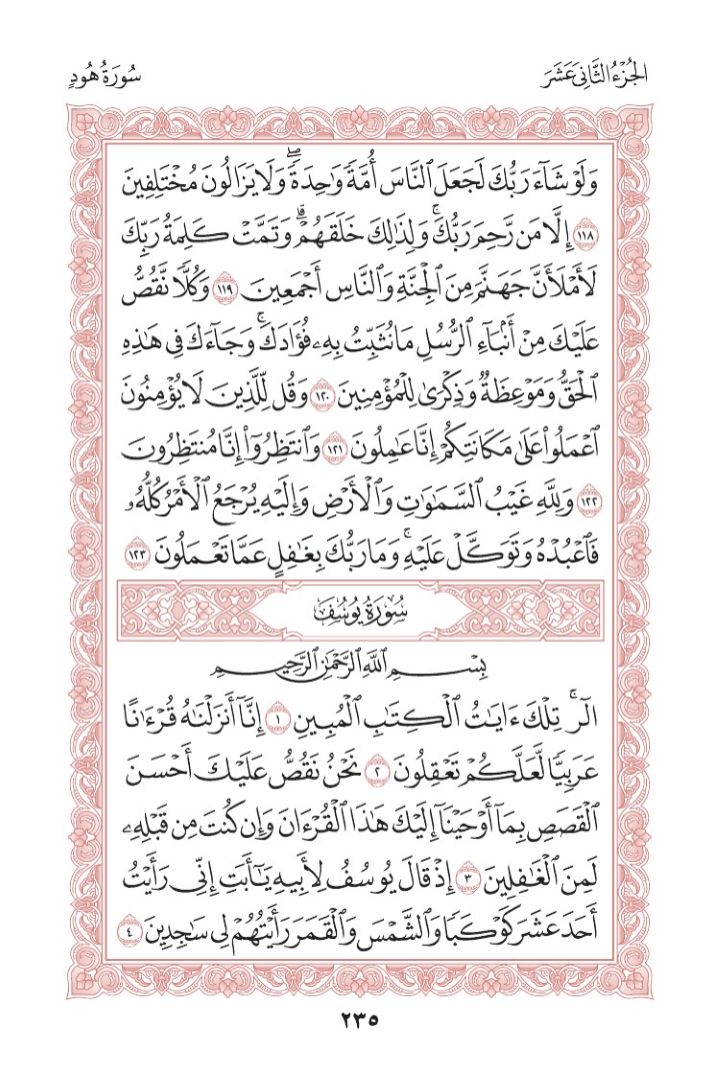 الجُزْءُ الثَّانِي عَشَرَ
سُورَةُ هُودٍ
وَلَوْ شَآءَ رَبُّكَ لَجَعَلَ ٱلنَّاسَ أُمَّةٗ وَٰحِدَةٗۖ وَلَا يَزَالُونَ مُخۡتَلِفِينَ
١١٨ إِلَّا مَن رَّحِمَ رَبُّكَۚ وَلِذَٰلِكَ خَلَقَهُمۡۗ وَتَمَّتۡ كَلِمَةُ رَبِّكَ
لَأَمۡلَأَنَّ جَهَنَّمَ مِنَ ٱلۡجِنَّةِ وَٱلنَّاسِ أَجۡمَعِينَ ١١٩ وَكُلّٗا نَّقُصُّ
عَلَيۡكَ مِنۡ أَنۢبَآءِ ٱلرُّسُلِ مَا نُثَبِّتُ بِهِۦ فُؤَادَكَۚ وَجَآءَكَ فِي هَٰذِهِ
ٱلۡحَقُّ وَمَوۡعِظَةٞ وَذِكۡرَىٰ لِلۡمُؤۡمِنِينَ ١٢٠ وَقُل لِّلَّذِينَ لَا يُؤۡمِنُونَ
ٱعۡمَلُواْ عَلَىٰ مَكَانَتِكُمۡ إِنَّا عَٰمِلُونَ ١٢١ وَٱنتَظِرُوٓاْ إِنَّا مُنتَظِرُونَ
١٢٢ وَلِلَّهِ غَيۡبُ ٱلسَّمَٰوَٰتِ وَٱلۡأَرۡضِ وَإِلَيۡهِ يُرۡجَعُ ٱلۡأَمۡرُ كُلُّهُۥ
فَٱعۡبُدۡهُ وَتَوَكَّلۡ عَلَيۡهِۚ وَمَا رَبُّكَ بِغَٰفِلٍ عَمَّا تَعۡمَلُونَ ١٢٣
سُورَةُ يُوسُفَ
بِسۡمِ ٱللَّهِ ٱلرَّحۡمَٰنِ ٱلرَّحِيمِ
الٓرۚ تِلۡكَ ءَايَٰتُ ٱلۡكِتَٰبِ ٱلۡمُبِينِ ١ إِنَّآ أَنزَلۡنَٰهُ قُرۡءَٰنًا
عَرَبِيّٗا لَّعَلَّكُمۡ تَعۡقِلُونَ ٢ نَحۡنُ نَقُصُّ عَلَيۡكَ أَحۡسَنَ
ٱلۡقَصَصِ بِمَآ أَوۡحَيۡنَآ إِلَيۡكَ هَٰذَا ٱلۡقُرۡءَانَ وَإِن كُنتَ مِن قَبۡلِهِۦ
لَمِنَ ٱلۡغَٰفِلِينَ ٣ إِذۡ قَالَ يُوسُفُ لِأَبِيهِ يَٰٓأَبَتِ إِنِّي رَأَيۡتُ
أَحَدَ عَشَرَ كَوۡكَبٗا وَٱلشَّمۡسَ وَٱلۡقَمَرَ رَأَيۡتُهُمۡ لِي سَٰجِدِينَ ٤
٢٣٥